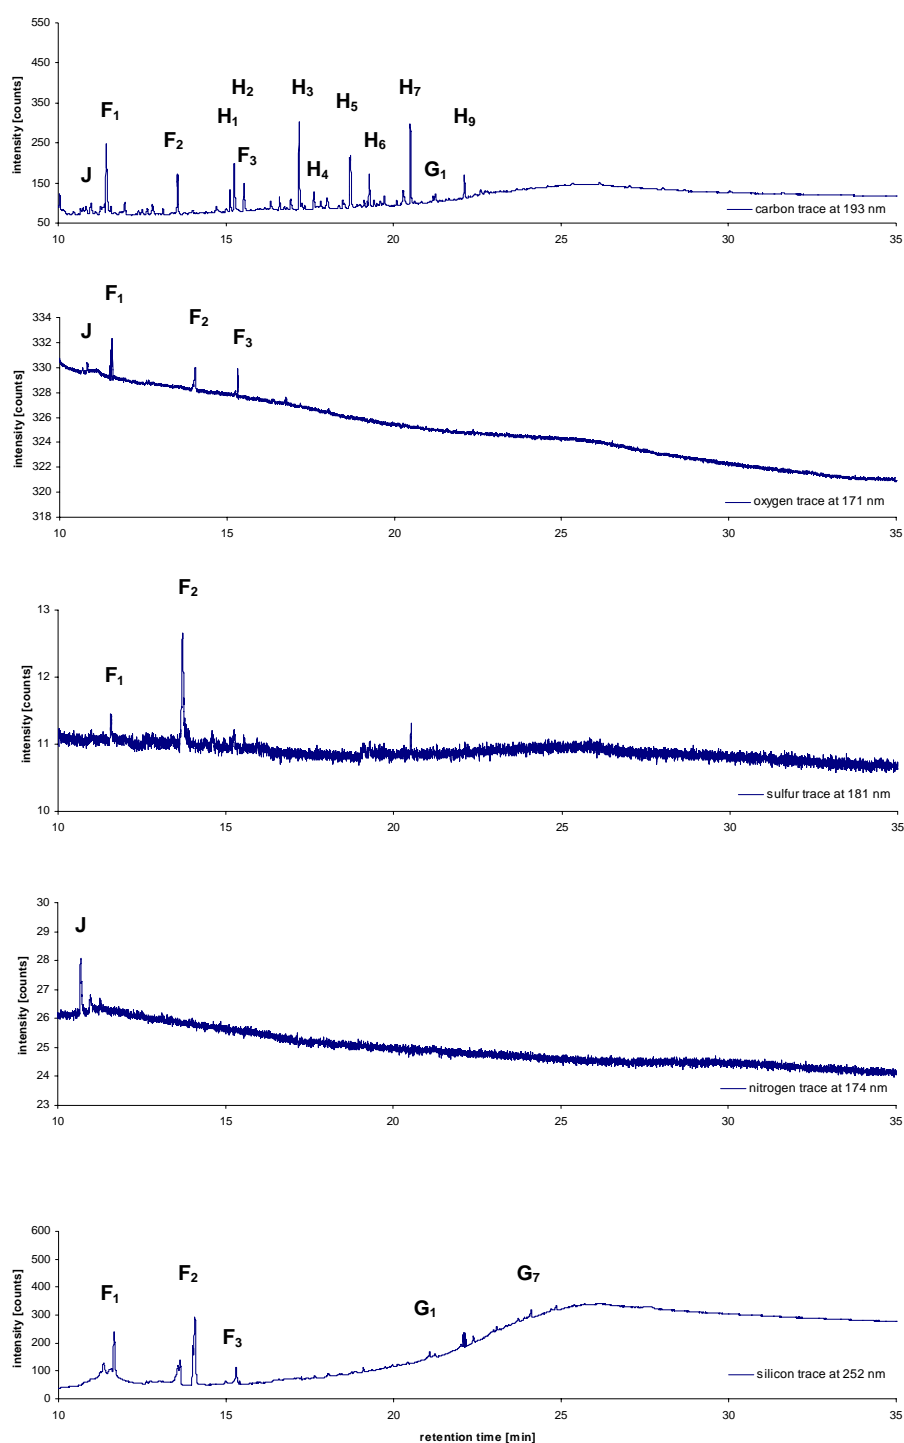 550
450
350
250
150
50
intensity [counts]
J
F1
F2
H1
H2
F3
H3
H4
H5
H6
H7
G1
H9
carbon trace at 193 nm
10 15 20 25 30 35
334
332
330
328
326
324
322
320
318
intensity [counts]
J
F1
F2
F3
oxygen trace at 171 nm
10 15 20 25 30 35
13
12
11
10
intensity [counts]
F1
F2
sulfur trace at 181 nm
10 15 20 25 30 35
30
29
28
27
26
25
24
23
intensity [counts]
J
nitrogen trace at 174 nm
10 15 20 25 30 35
600
500
400
300
200
100
0
intensity [counts]
F1
F2
F3
G1
G7
silicon trace at 252 nm
10 15 20 25 30 35
retention time [min]